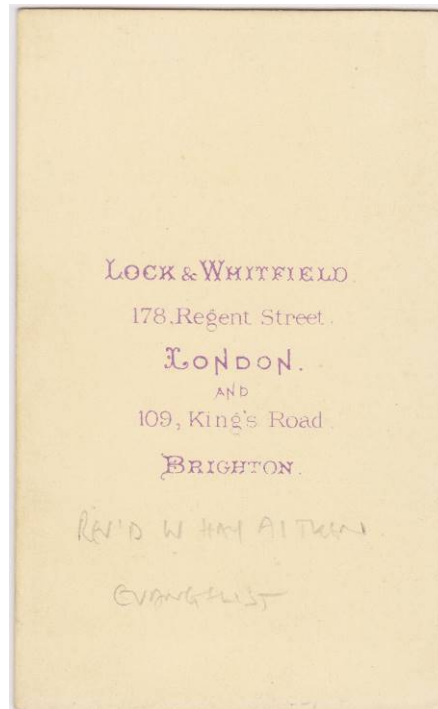 LOCK & WHITFIELD.
178. Regent Street.
LONDON.
AND
109, King's Road
BRIGHTON.
REV'D W HAY AITKEN
EVANGELIST